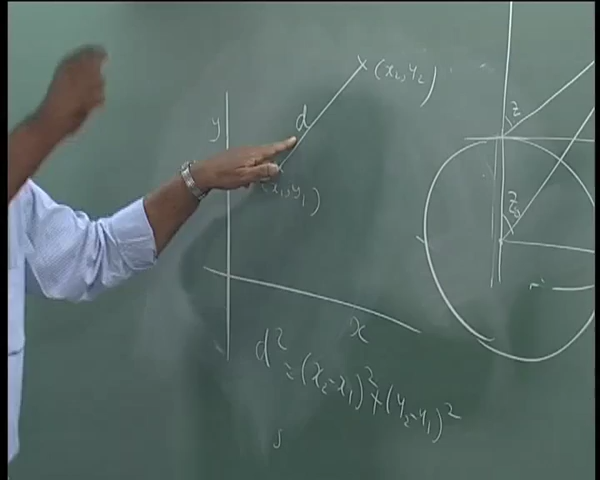 y
(x₂, y₂)
d
(x₁, y₁)
x
d² = (x₂-x₁)² + (y₂-y₁)²
z